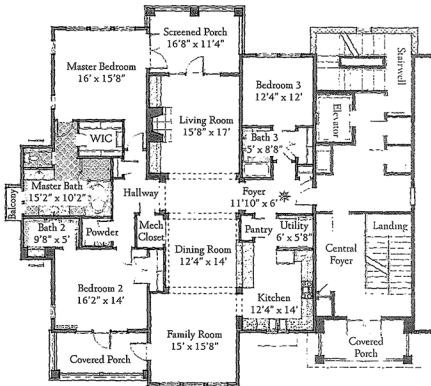 Screened Porch
16'8" x 11'4"
Master Bedroom
16' x 15'8"
Bedroom 3
12'4" x 12'
Stairwell
Elevator
Living Room
15'8" x 17'
WIC
Bath 3
5' x 8'8"
Master Bath
15'2" x 10'2"
Balcony
Hallway
Foyer
11'10" x 6'
Bath 2
9'8" x 5'
Powder
Mech
Closet
Pantry
Utility
6' x 5'8"
Landing
Central
Foyer
Dining Room
12'4" x 14'
Bedroom 2
16'2" x 14'
Kitchen
12'4" x 14'
Family Room
15' x 15'8"
Covered Porch
Covered
Porch